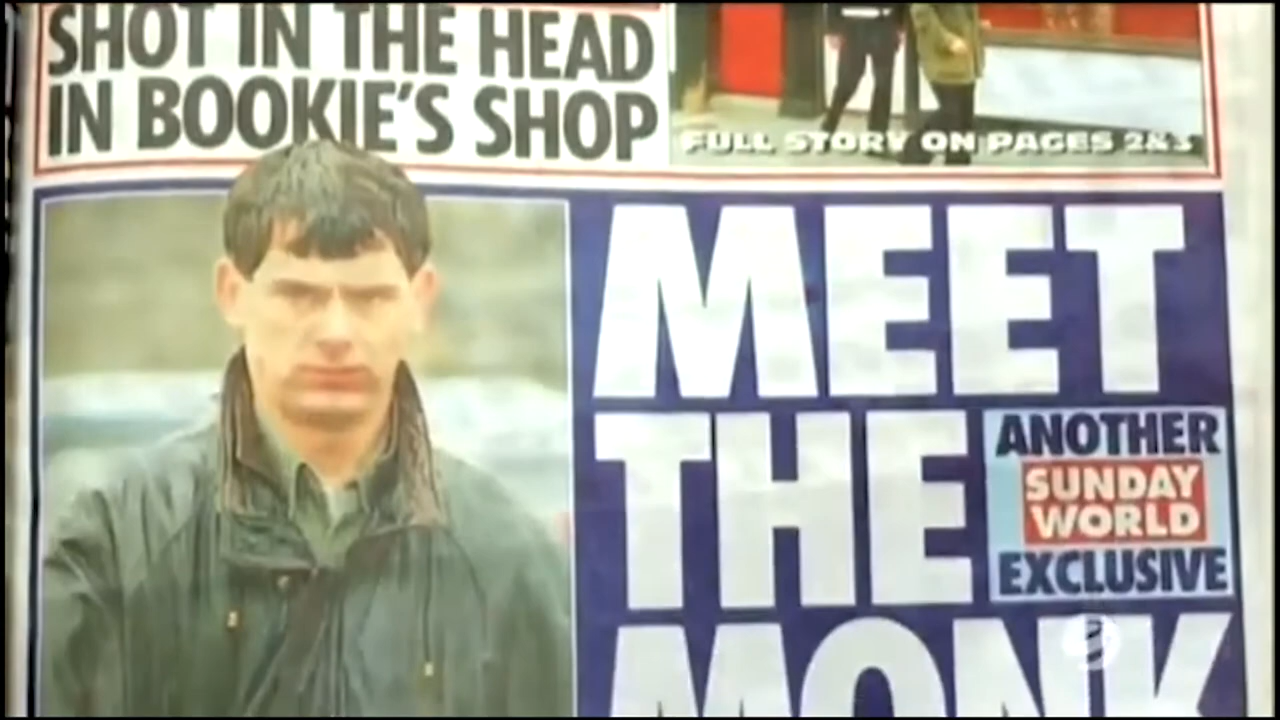 SHOT IN THE HEAD
IN BOOKIE'S SHOP
FULL STORY ON PAGES 2&3
MEET
THE
ANOTHER
SUNDAY
WORLD
EXCLUSIVE
MONK